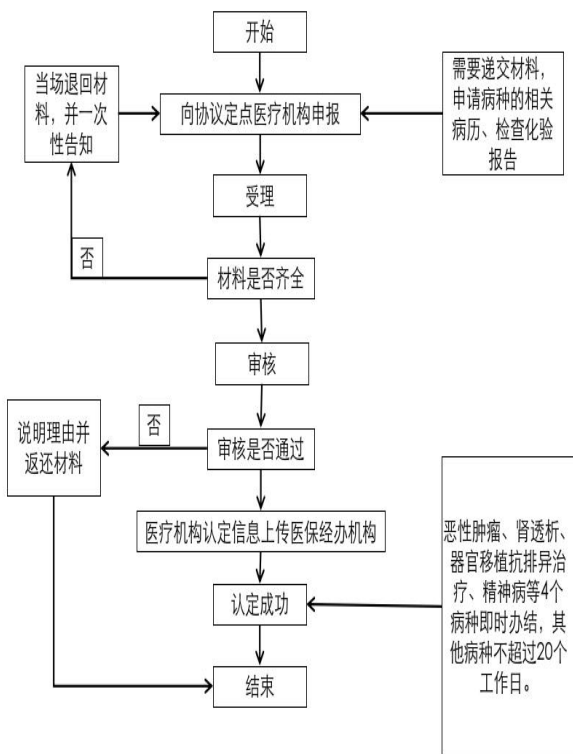 开始
当场退回材
料，并一次
性告知
向协议定点医疗机构申报
需要递交材料，
申请病种的相关
病历、检查化验
报告
受理
否
材料是否齐全
审核
说明理由并
返还材料
否
审核是否通过
医疗机构认定信息上传医保经办机构
恶性肿瘤、肾透析、
器官移植抗排异治
疗、精神病等4个
病种即时办结，其
他病种不超过20个
工作日。
认定成功
结束